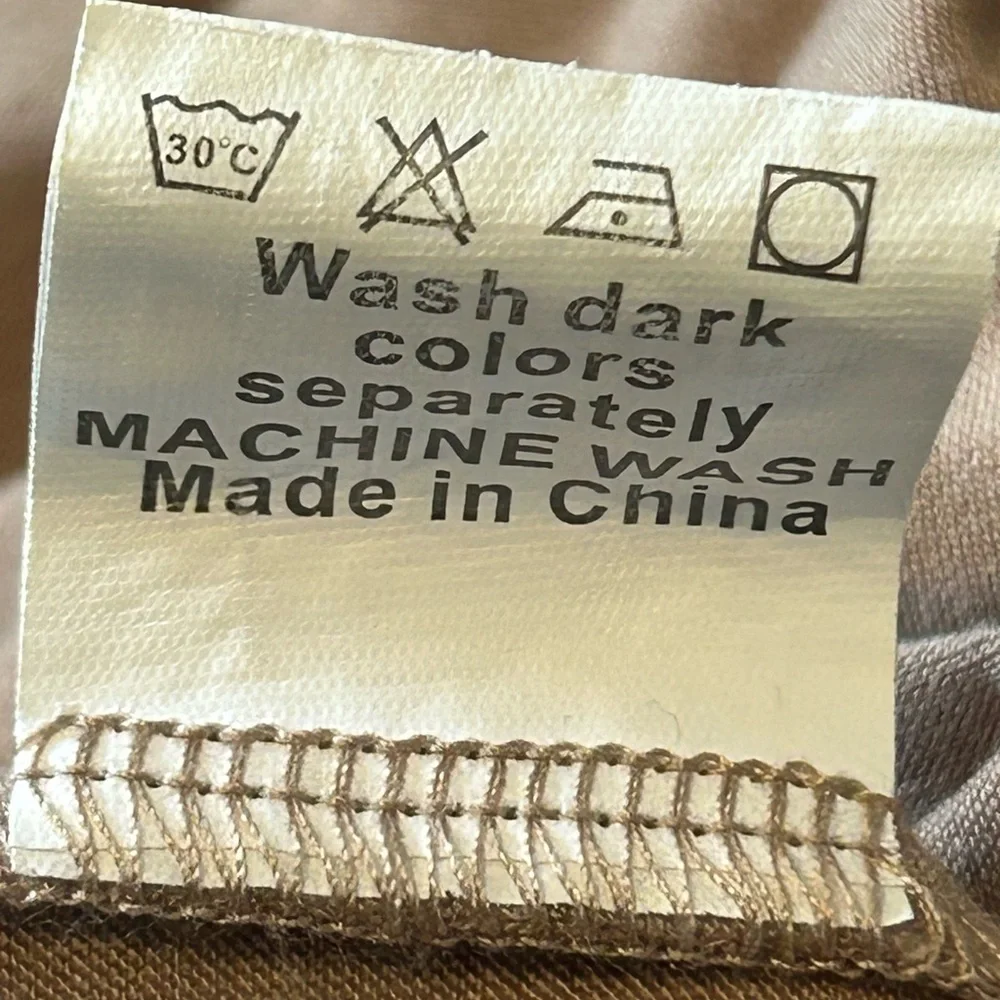 30°C
Wash dark
colors
separately
MACHINE WASH
Made in China